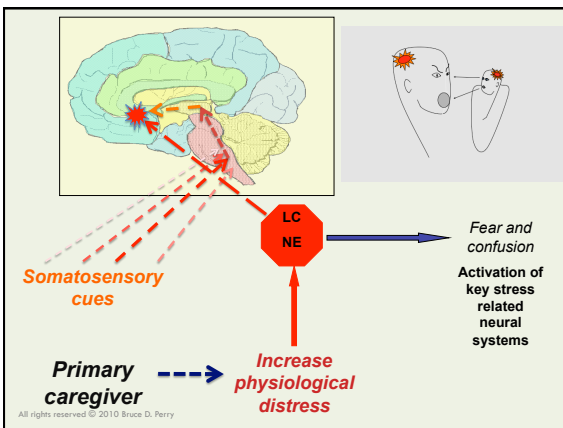 LC
NE
Fear and
confusion
Activation of
key stress
related
neural
systems
Somatosensory
cues
Primary
caregiver
Increase
physiological
distress
All rights reserved © 2010 Bruce D. Perry